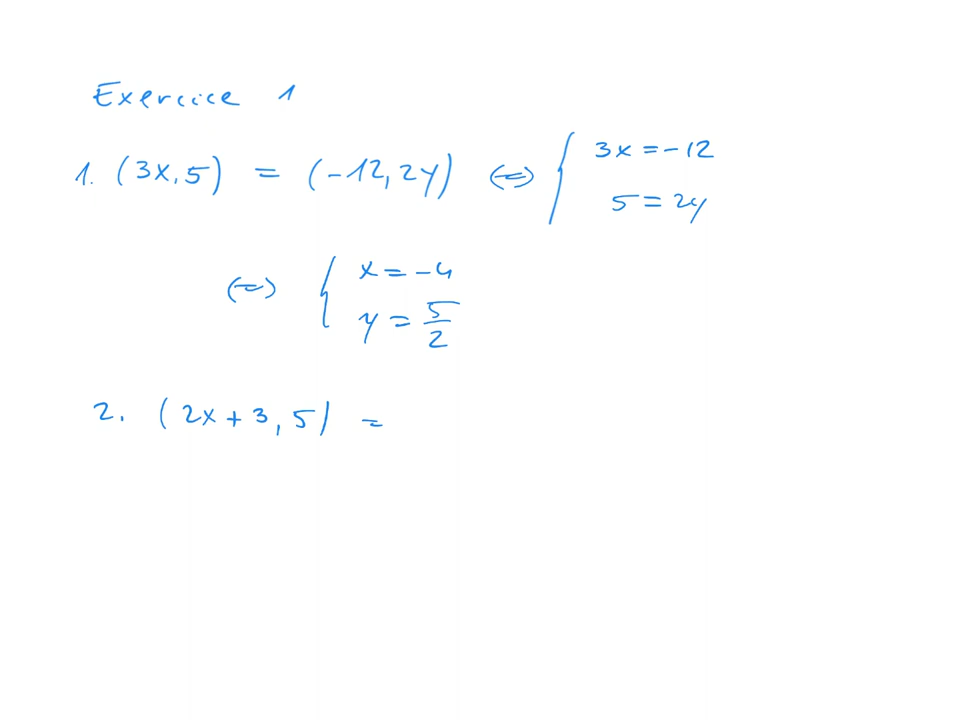 Exercice 1
1. (3x, 5) = (-12, 2y) ⇔ { 3x = -12
5 = 2y
⇔ { x = -4
y = 5/2
2. (2x + 3, 5) =